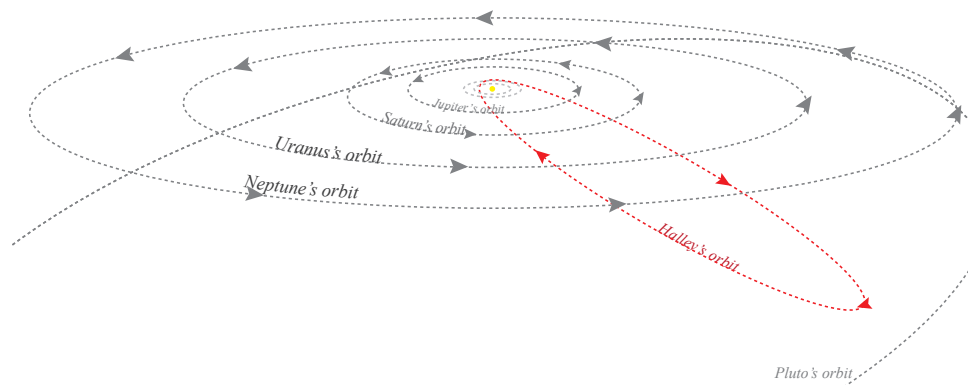 Jupiter's orbit
Saturn's orbit
Uranus's orbit
Neptune's orbit
Halley's orbit
Pluto's orbit